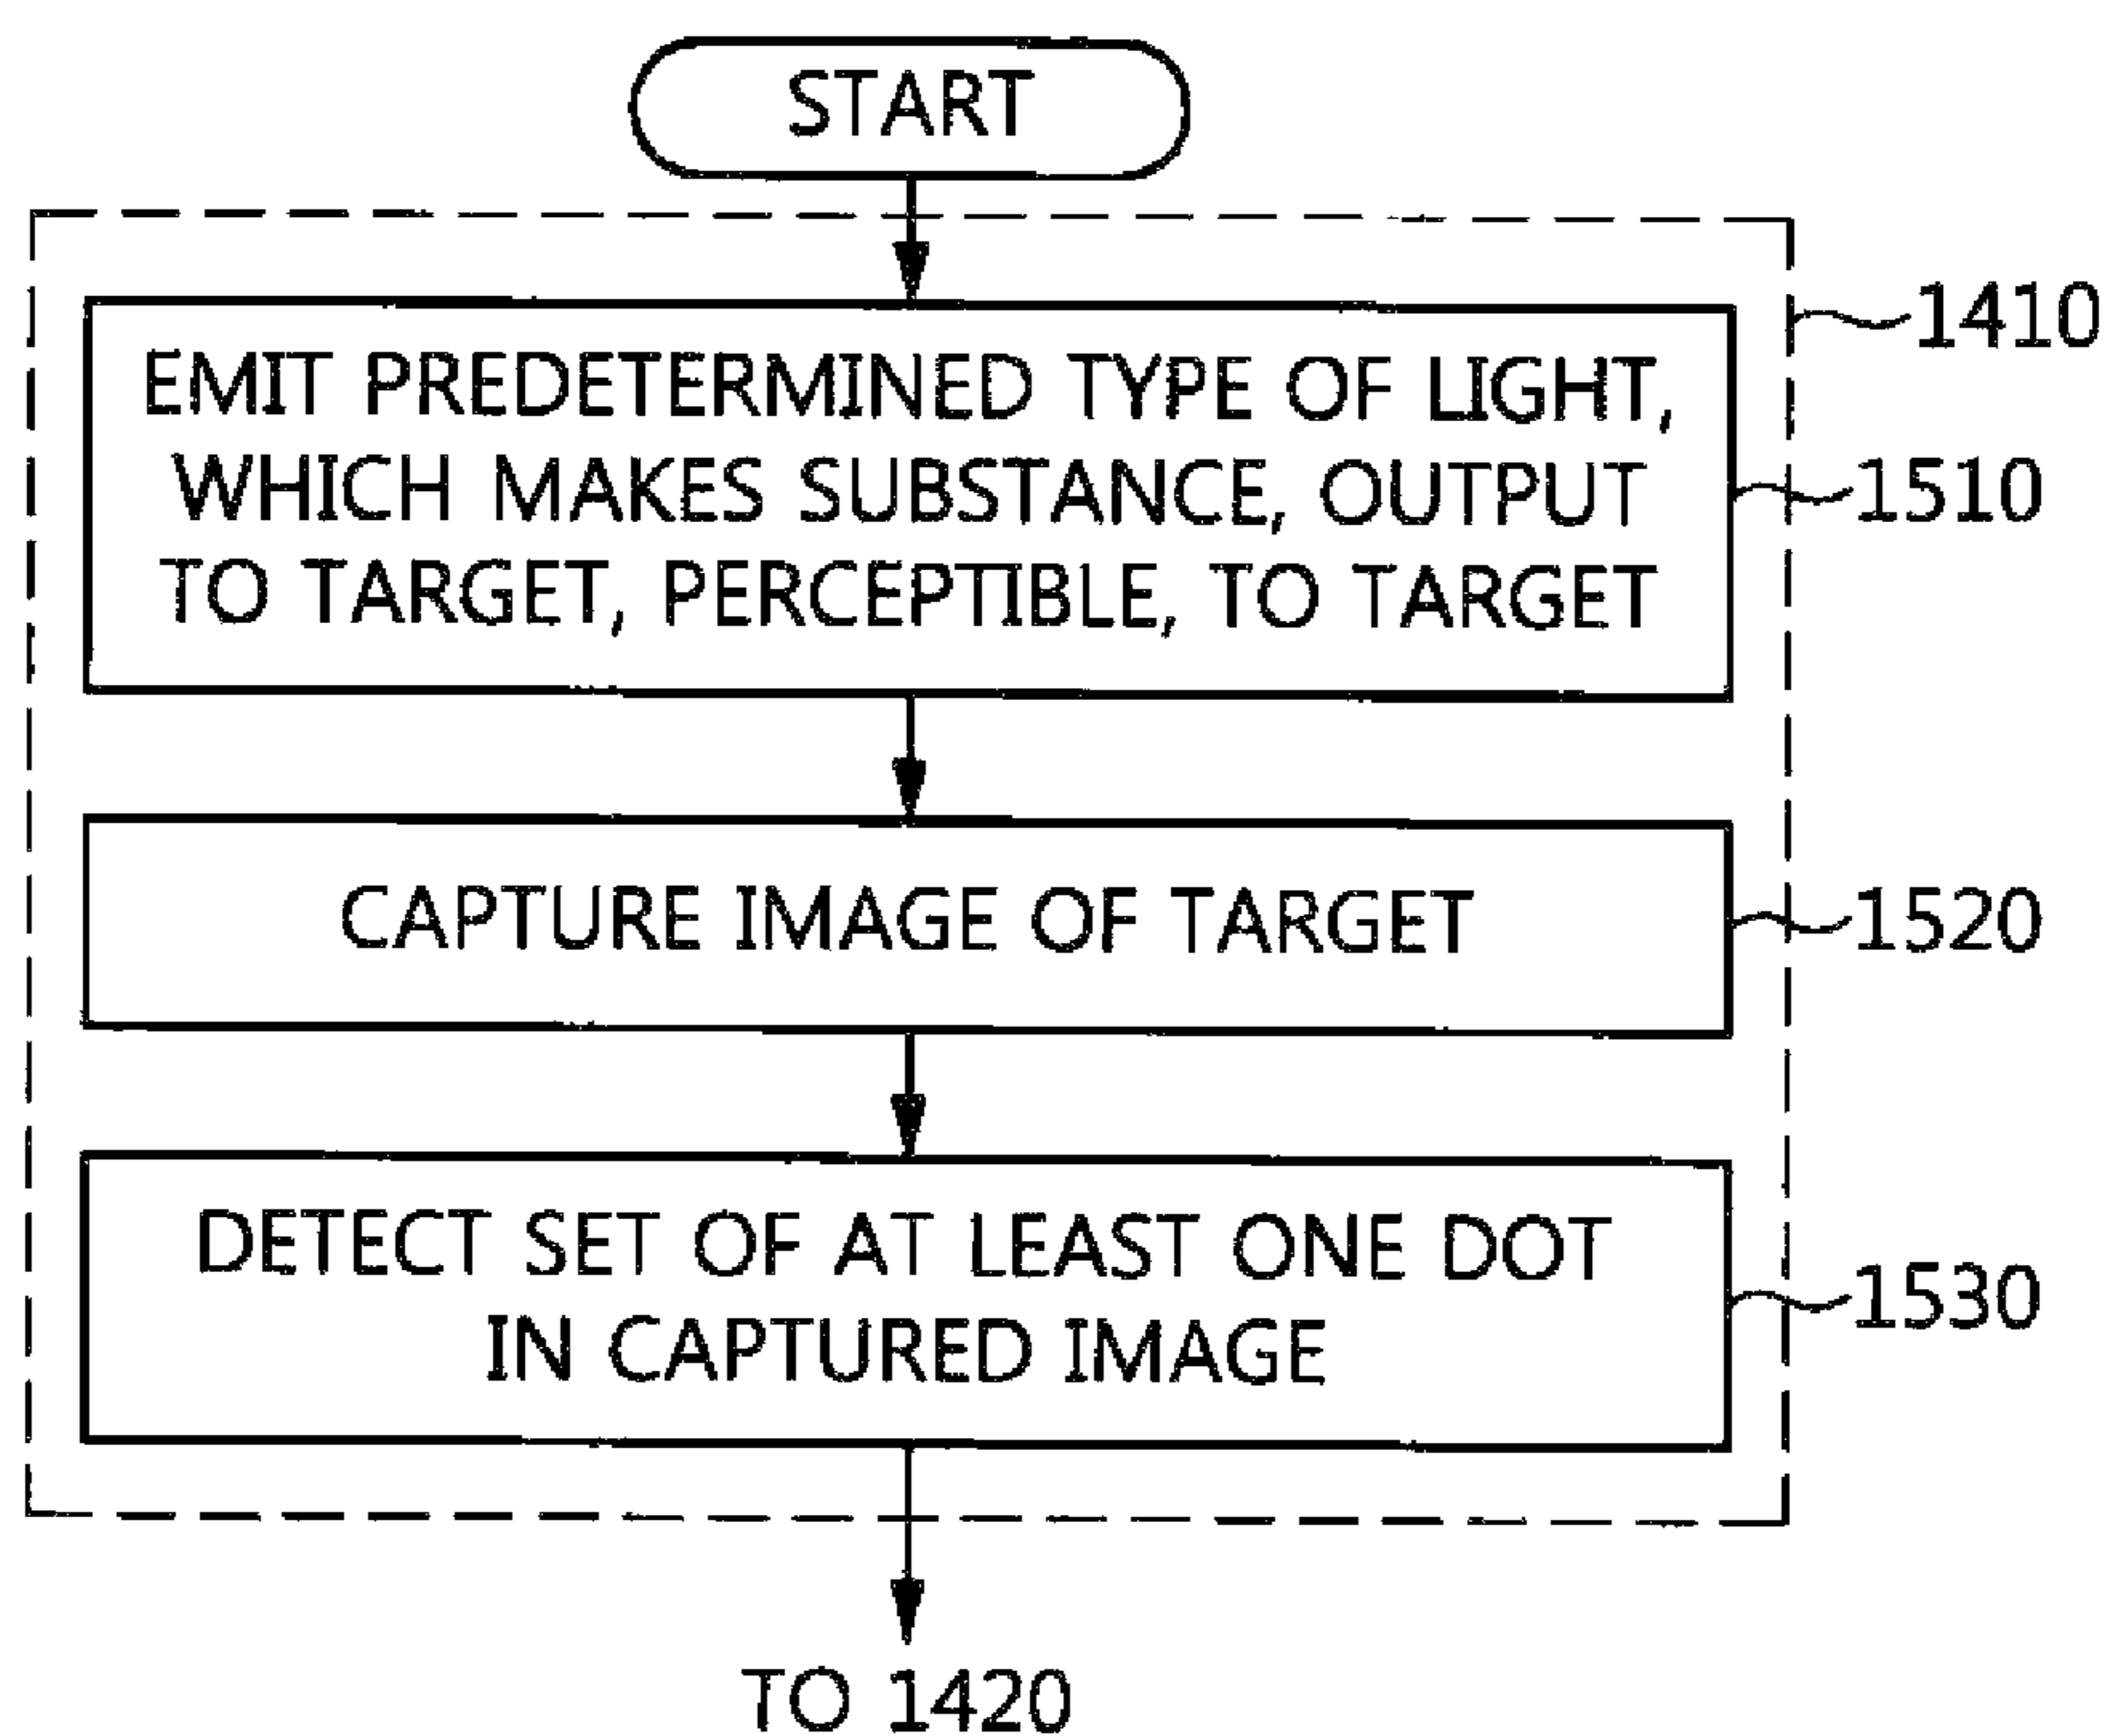 START
1410
EMIT PREDETERMINED TYPE OF LIGHT,
WHICH MAKES SUBSTANCE, OUTPUT
TO TARGET, PERCEPTIBLE, TO TARGET
1510
CAPTURE IMAGE OF TARGET
1520
DETECT SET OF AT LEAST ONE DOT
IN CAPTURED IMAGE
1530
TO 1420